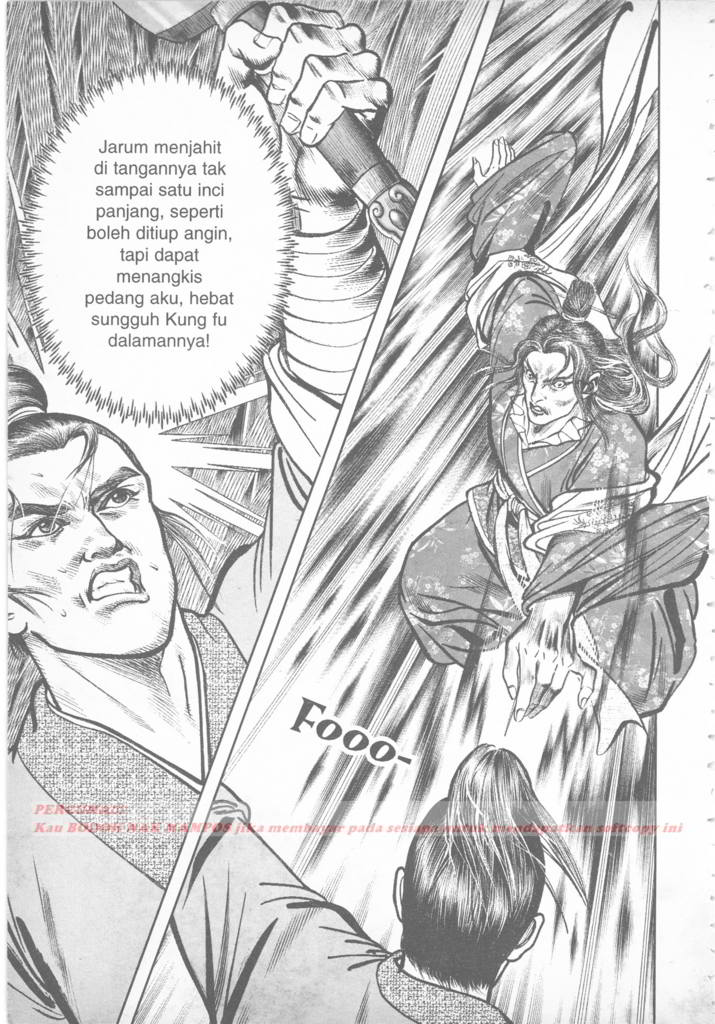 Jarum menjahit
di tangannya tak
sampai satu inci
panjang, seperti
boleh ditiup angin,
tapi dapat
menangkis
pedang aku, hebat
sungguh Kung fu
dalamannya!
Fooo-
PERCUMA!!
Kau BODOH NAK MAMPOS jika membayar pada sesiapa untuk mendapatkan softcopy ini